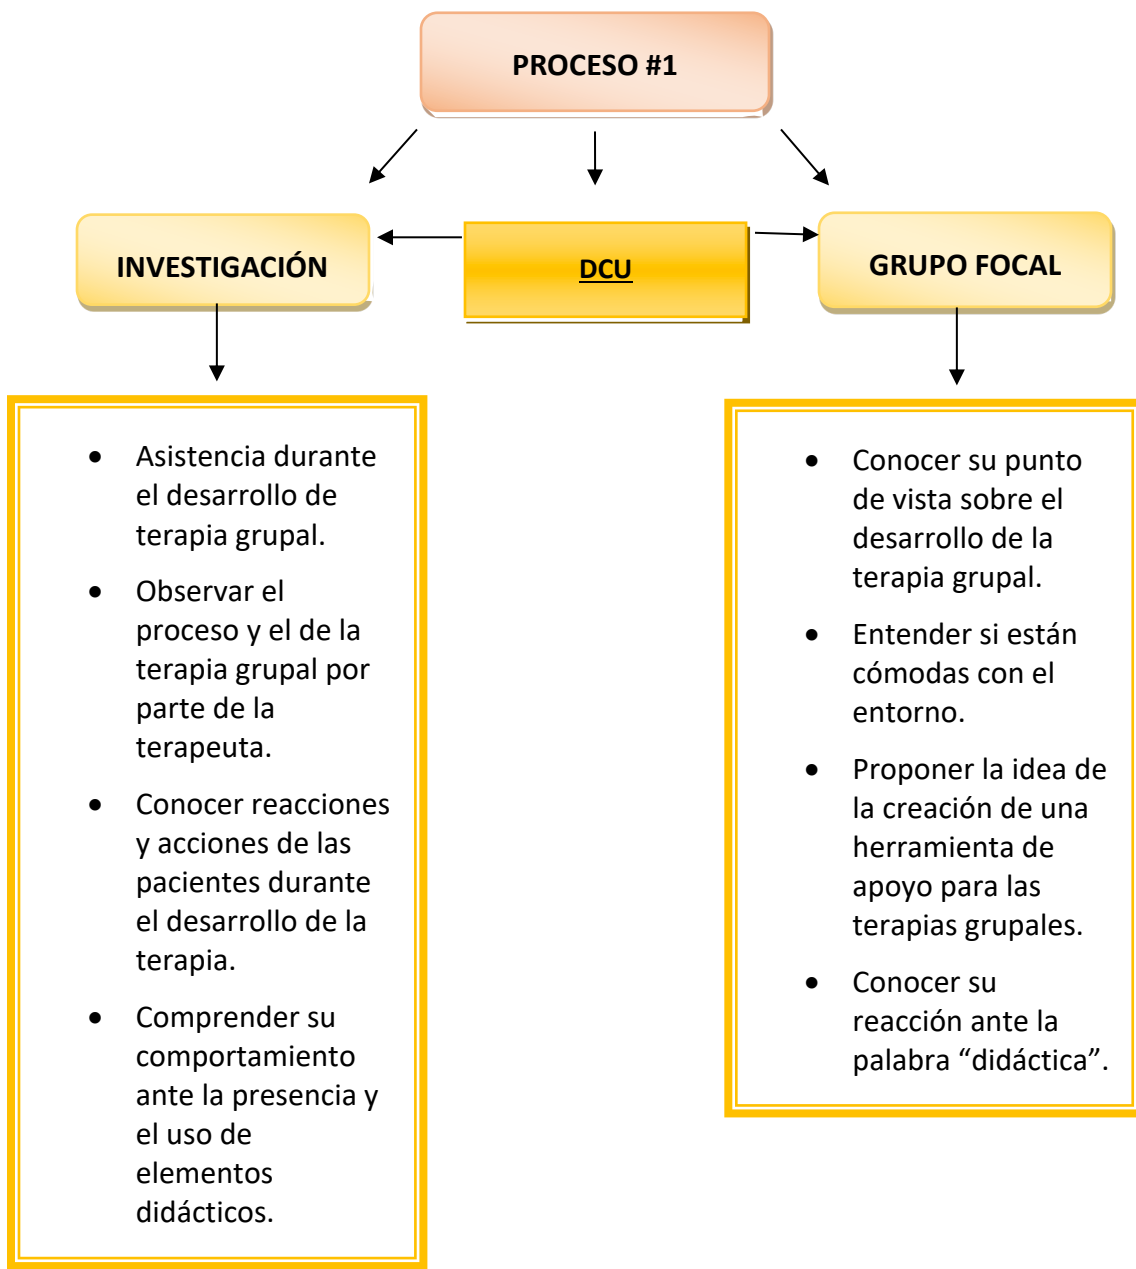 PROCESO #1
INVESTIGACIÓN
DCU
GRUPO FOCAL
• Asistencia durante
el desarrollo de
terapia grupal.
• Observar el
proceso y el de la
terapia grupal por
parte de la
terapeuta.
• Conocer reacciones
y acciones de las
pacientes durante
el desarrollo de la
terapia.
• Comprender su
comportamiento
ante la presencia y
el uso de
elementos
didácticos.
• Conocer su punto
de vista sobre el
desarrollo de la
terapia grupal.
• Entender si están
cómodas con el
entorno.
• Proponer la idea de
la creación de una
herramienta de
apoyo para las
terapias grupales.
• Conocer su
reacción ante la
palabra “didáctica”.